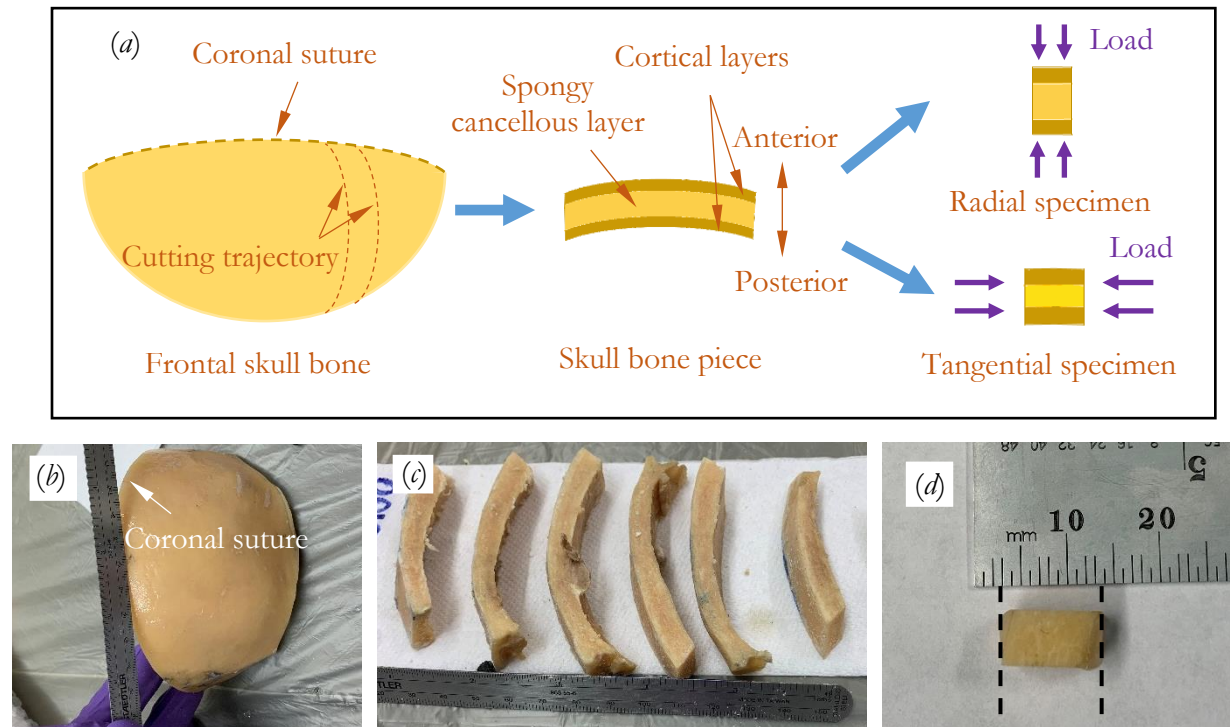 (a)
Coronal suture
Cutting trajectory
Frontal skull bone
Cortical layers
Spongy
cancellous layer
Anterior
Posterior
Skull bone piece
Load
Radial specimen
Load
Tangential specimen
(b)
Coronal suture
(c)
(d)
mm 10 20
5